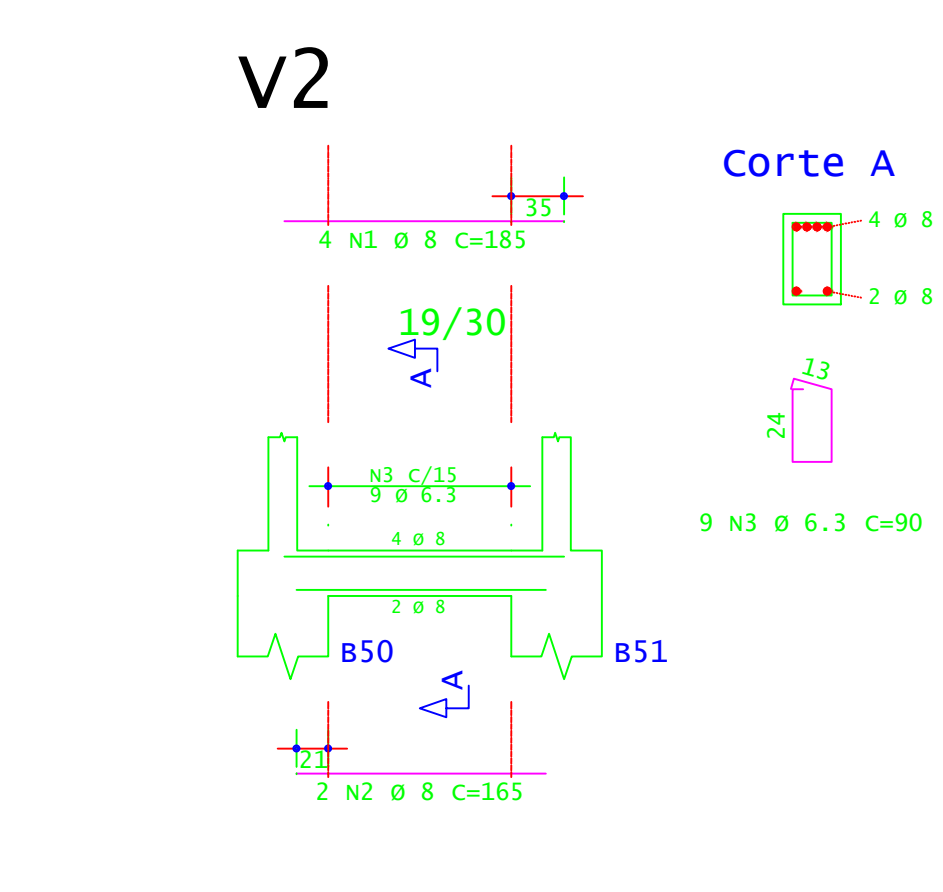 V2
Corte A
35
4 Ø 8
4 N1 Ø 8 C=185
2 Ø 8
19/30
A
13
24
N3 C/15
9 Ø 6.3
9 N3 Ø 6.3 C=90
4 Ø 8
2 Ø 8
B50
B51
A
21
2 N2 Ø 8 C=165